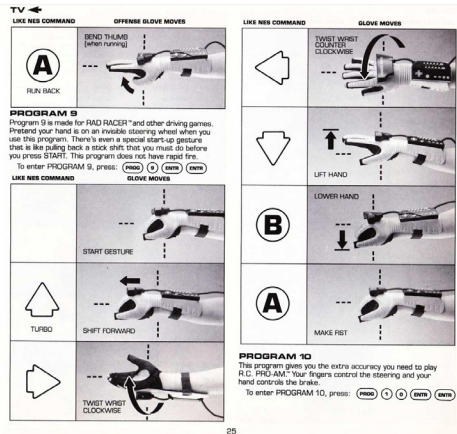 TV
LIKE NES COMMAND
OFFENSE GLOVE MOVES
A
RUN BACK
BEND THUMB
(when running)
PROGRAM 9
Program 9 is made for RAD RACER™ and other driving games.
Pretend your hand is on an invisible steering wheel when you
use this program. There's even a special start-up gesture
that is like pulling back a stick shift that you must do before
you press START. This program does not have rapid fire.
To enter PROGRAM 9, press: PROG 9 ENTR ENTR
LIKE NES COMMAND
GLOVE MOVES
START GESTURE
TURBO
SHIFT FORWARD
TWIST WRIST
CLOCKWISE
LIKE NES COMMAND
GLOVE MOVES
TWIST WRIST
COUNTER
CLOCKWISE
LIFT HAND
B
LOWER HAND
A
MAKE FIST
PROGRAM 10
This program gives you the extra accuracy you need to play
R.C. PRO-AM.™ Your fingers control the steering and your
hand controls the brake.
To enter PROGRAM 10, press: PROG 1 0 ENTR ENTR
25